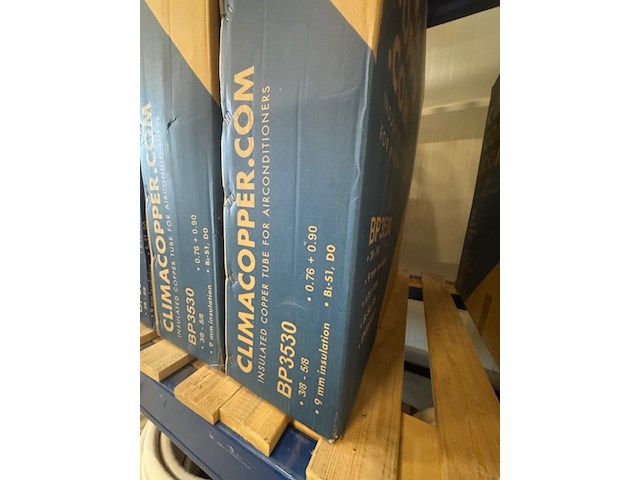 CLIMACOPPER.COM
INSULATED COPPER TUBE FOR AIRCONDITIONERS
BP3530
• 3/8 - 5/8 • 0.76 + 0.90
• 9 mm insulation • BL-S1, D0
CLIMACOPPER.COM
INSULATED COPPER TUBE FOR AIRCONDITIONERS
BP3530
• 3/8 - 5/8 • 0.76 + 0.90
• 9 mm insulation • BL-S1, D0
BP3530